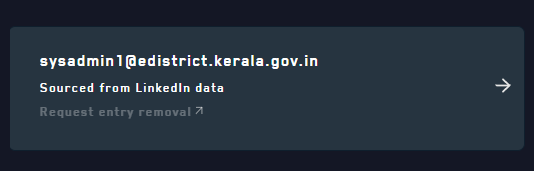 sysadmin1@edistrict.kerala.gov.in
Sourced from LinkedIn data
Request entry removal